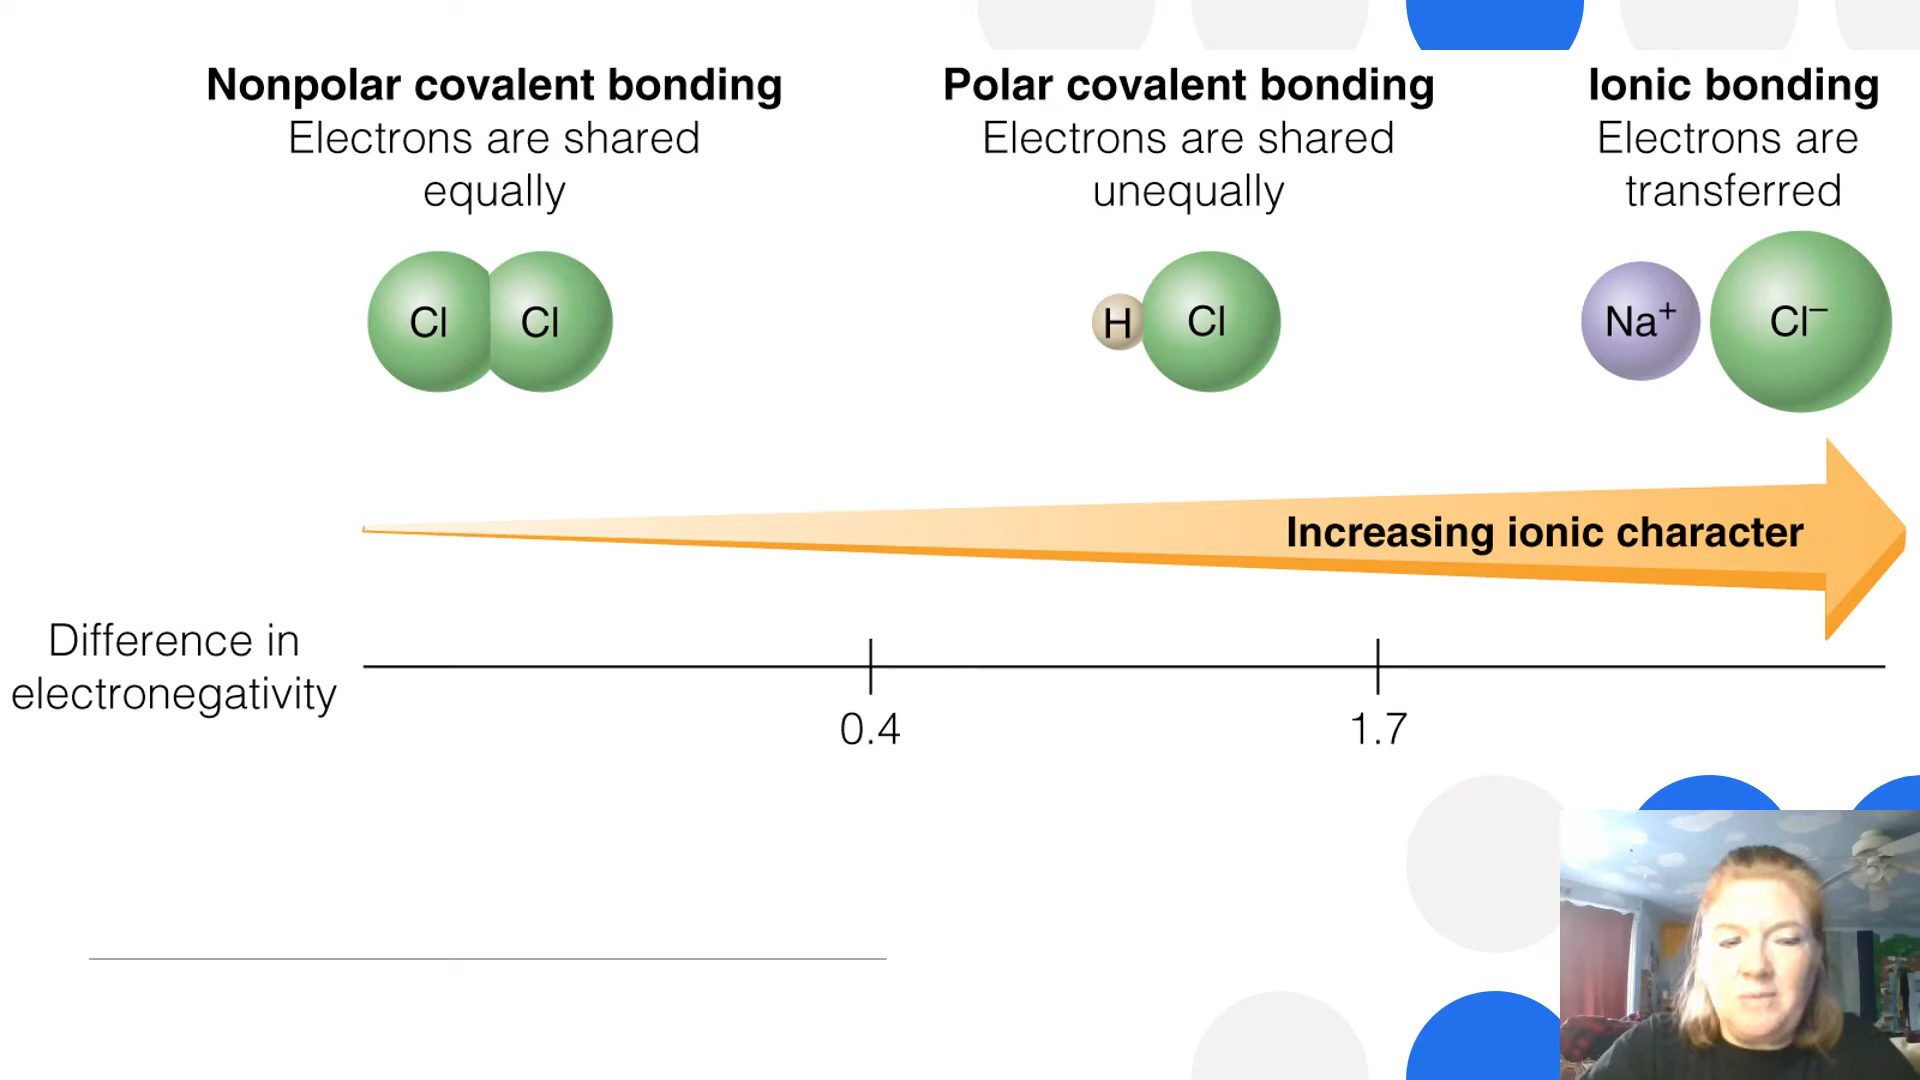 Nonpolar covalent bonding
Electrons are shared
equally
Polar covalent bonding
Electrons are shared
unequally
Ionic bonding
Electrons are
transferred
Cl Cl
H Cl
Na⁺ Cl⁻
Increasing ionic character
Difference in
electronegativity
0.4
1.7